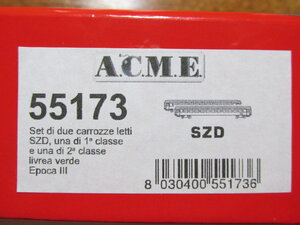 A.C.M.E.
55173
SZD
Set di due carrozze letti
SZD, una di 1ª classe
e una di 2ª classe
livrea verde
Epoca III
8 030400 551736